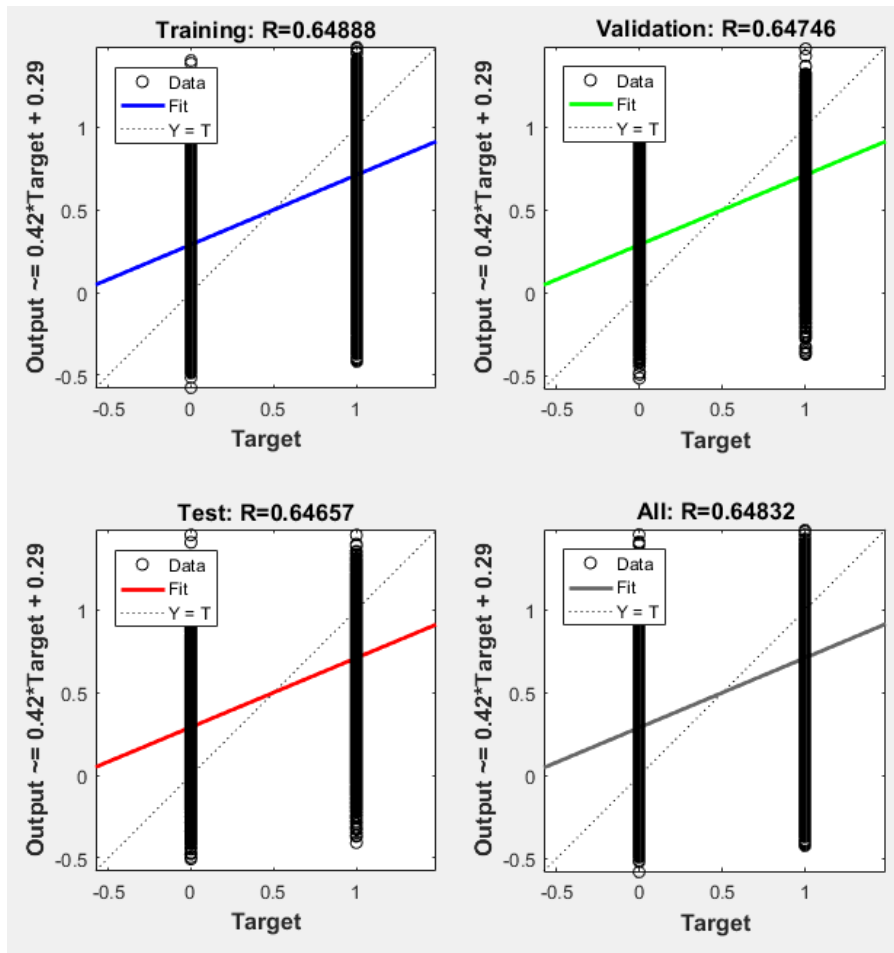 Training: R=0.64888
Output ~= 0.42*Target + 0.29
Data
Fit
Y = T
1
0.5
0
-0.5
-0.5 0 0.5 1
Target
Validation: R=0.64746
Output ~= 0.42*Target + 0.29
Data
Fit
Y = T
1
0.5
0
-0.5
-0.5 0 0.5 1
Target
Test: R=0.64657
Output ~= 0.42*Target + 0.29
Data
Fit
Y = T
1
0.5
0
-0.5
-0.5 0 0.5 1
Target
All: R=0.64832
Output ~= 0.42*Target + 0.29
Data
Fit
Y = T
1
0.5
0
-0.5
-0.5 0 0.5 1
Target